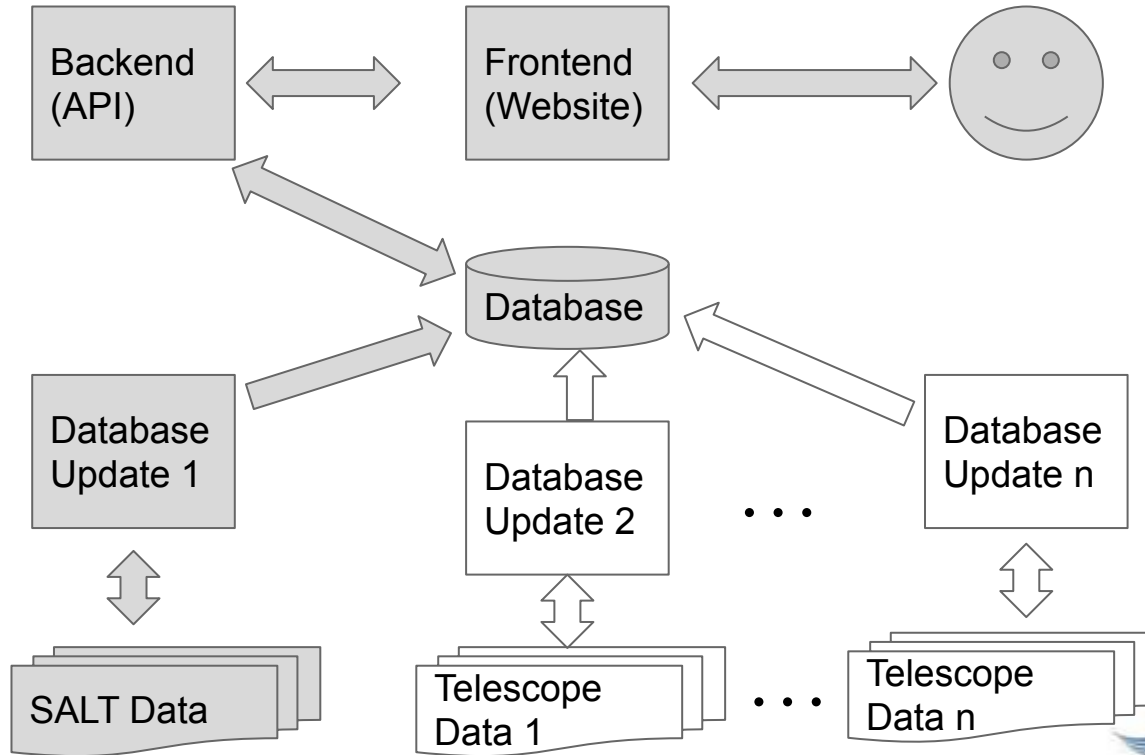 Backend
(API)
Frontend
(Website)
Database
Database
Update 1
Database
Update 2
. . .
Database
Update n
SALT Data
Telescope
Data 1
. . .
Telescope
Data n